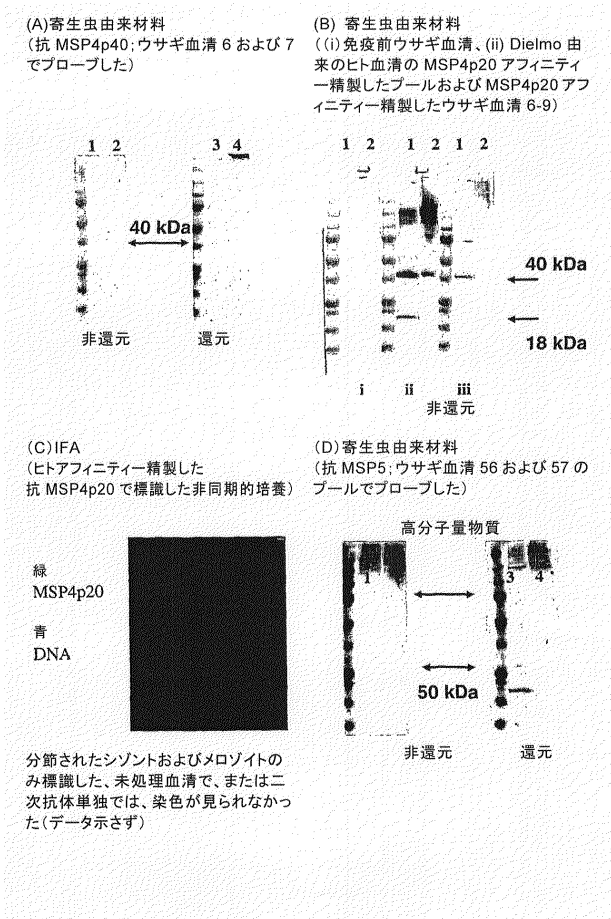 (A)寄生虫由来材料
(抗 MSP4p40;ウサギ血清 6 および 7
でプローブした)
1 2
3 4
40 kDa
非還元
還元
(B) 寄生虫由来材料
((i)免疫前ウサギ血清、(ii) Dielmo 由
来のヒト血清の MSP4p20 アフィニティ
ー精製したプールおよび MSP4p20 アフ
ィニティー精製したウサギ血清 6-9)
1 2 1 2 1 2
40 kDa
18 kDa
i ii iii
非還元
(C)IFA
(ヒトアフィニティー精製した
抗 MSP4p20 で標識した非同期的培養)
緑
MSP4p20
青
DNA
分節されたシゾントおよびメロゾイトの
み標識した、未処理血清で、または二
次抗体単独では、染色が見られなかっ
た(データ示さず)
(D)寄生虫由来材料
(抗 MSP5;ウサギ血清 56 および 57 の
プールでプローブした)
高分子量物質
1
3 4
50 kDa
非還元
還元